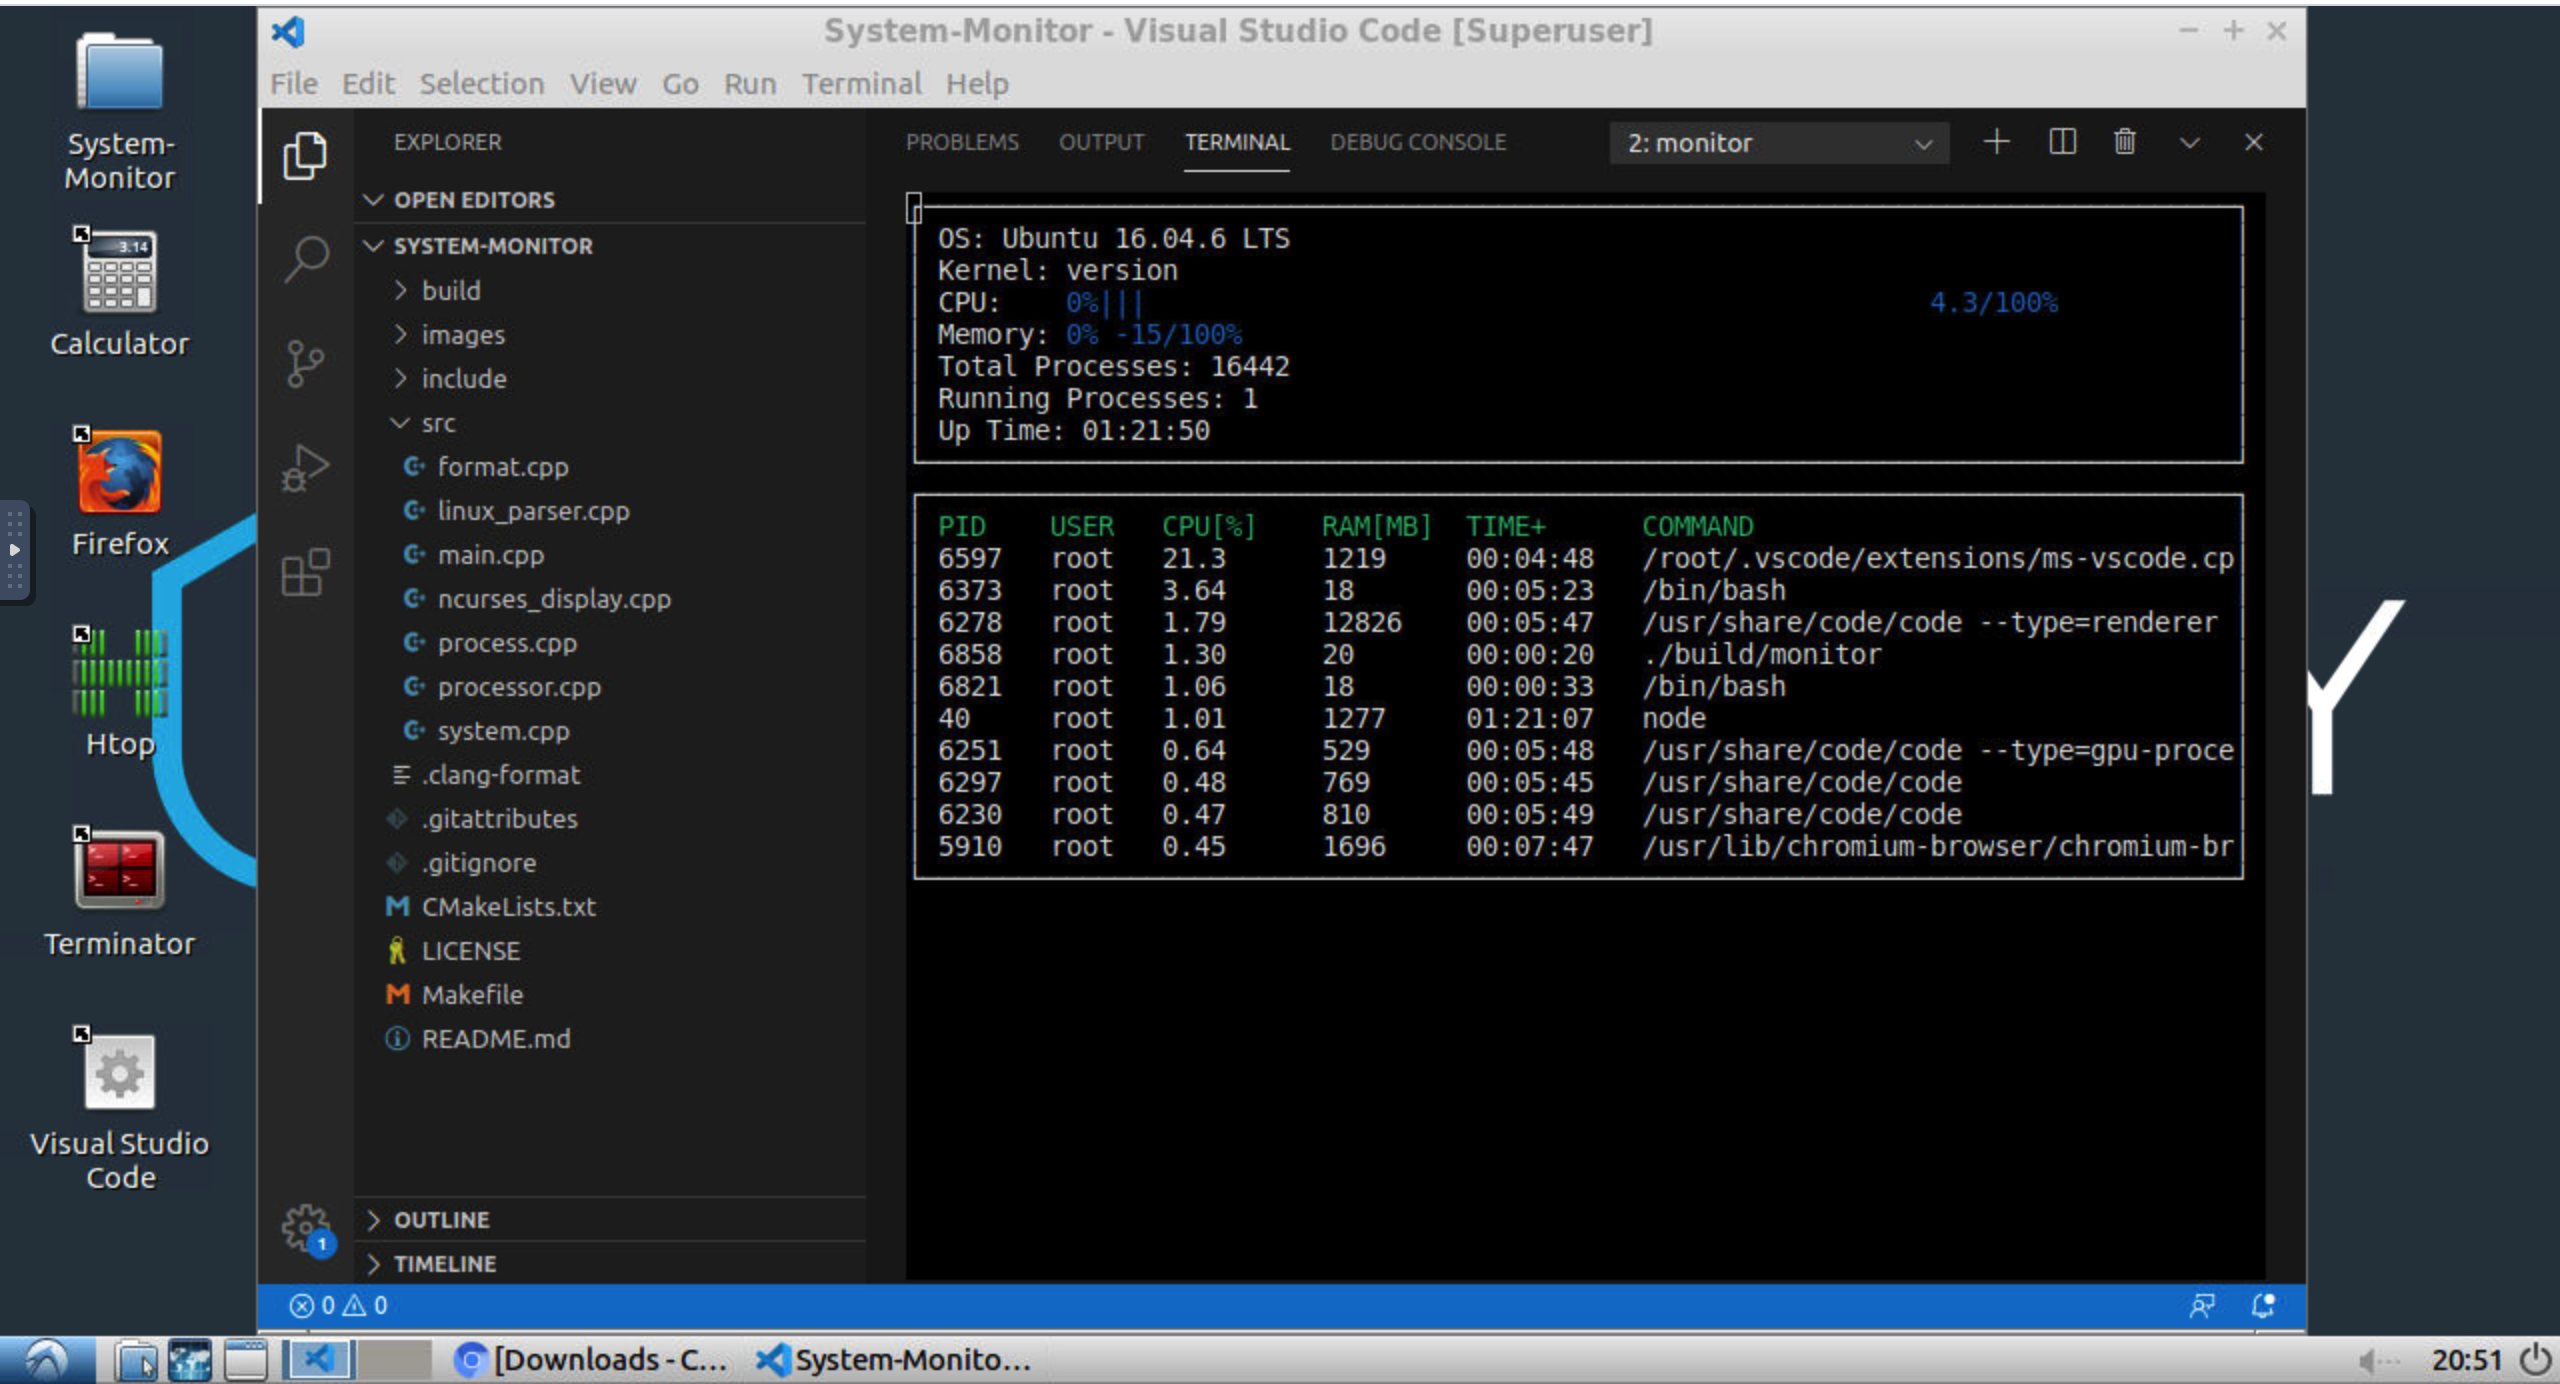 System-Monitor - Visual Studio Code [Superuser]
File Edit Selection View Go Run Terminal Help
System-
Monitor
3.14
Calculator
Firefox
Htop
Terminator
Visual Studio
Code
EXPLORER
OPEN EDITORS
SYSTEM-MONITOR
build
images
include
src
format.cpp
linux_parser.cpp
main.cpp
ncurses_display.cpp
process.cpp
processor.cpp
system.cpp
.clang-format
.gitattributes
.gitignore
CMakeLists.txt
LICENSE
Makefile
README.md
OUTLINE
TIMELINE
1
PROBLEMS OUTPUT TERMINAL DEBUG CONSOLE 2: monitor
OS: Ubuntu 16.04.6 LTS
Kernel: version
CPU: 0%||| 4.3/100%
Memory: 0% -15/100%
Total Processes: 16442
Running Processes: 1
Up Time: 01:21:50
PID USER CPU[%] RAM[MB] TIME+ COMMAND
6597 root 21.3 1219 00:04:48 /root/.vscode/extensions/ms-vscode.cp
6373 root 3.64 18 00:05:23 /bin/bash
6278 root 1.79 12826 00:05:47 /usr/share/code/code --type=renderer
6858 root 1.30 20 00:00:20 ./build/monitor
6821 root 1.06 18 00:00:33 /bin/bash
40 root 1.01 1277 01:21:07 node
6251 root 0.64 529 00:05:48 /usr/share/code/code --type=gpu-proce
6297 root 0.48 769 00:05:45 /usr/share/code/code
6230 root 0.47 810 00:05:49 /usr/share/code/code
5910 root 0.45 1696 00:07:47 /usr/lib/chromium-browser/chromium-br
Y
0 0
[Downloads - C... System-Monito... 20:51